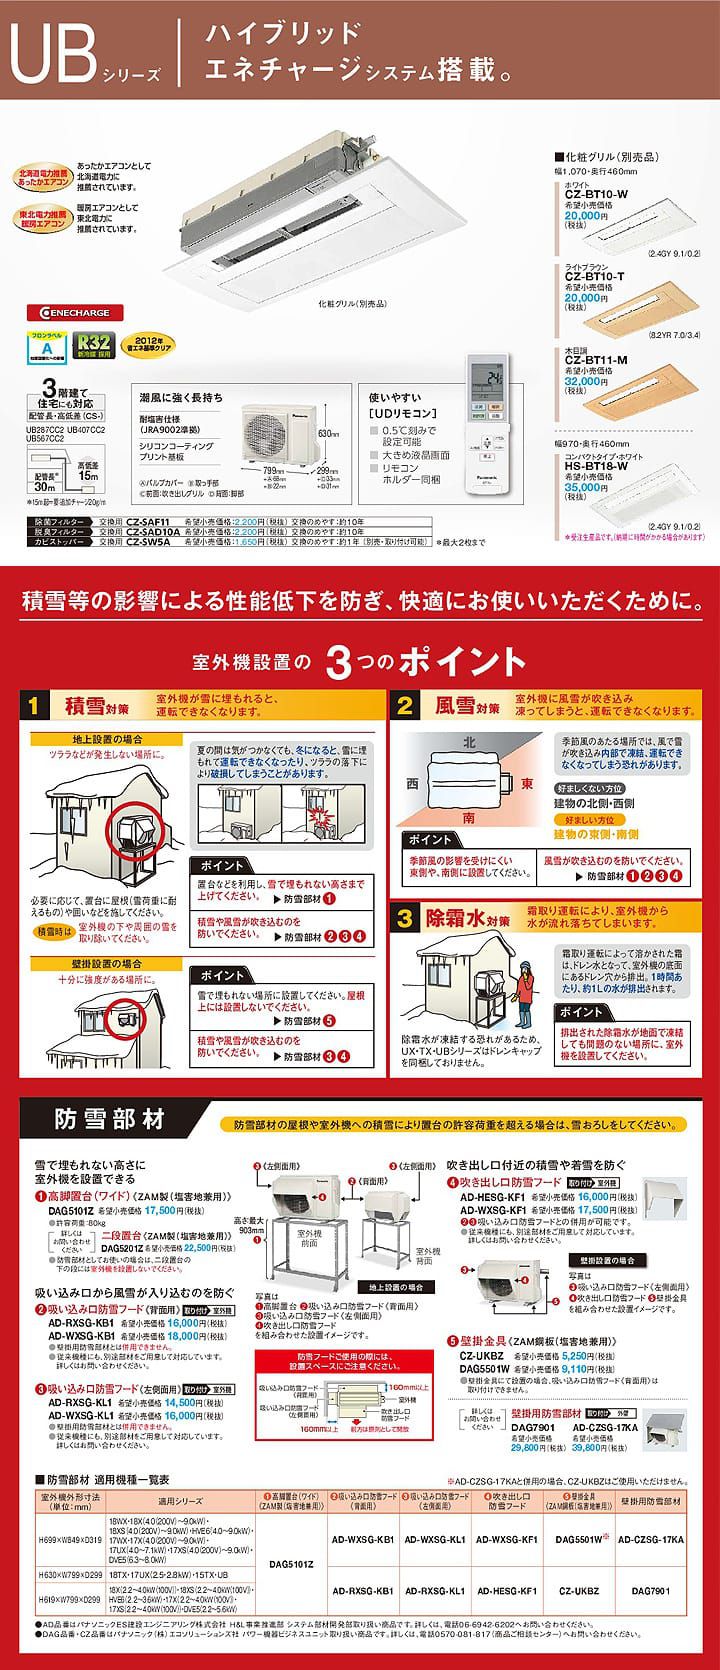 UBシリーズ
ハイブリッド
エネチャージシステム搭載。
北海道電力推薦
あったかエアコン
あったかエアコンとして
北海道電力に
推薦されています。
東北電力推薦
暖房エアコン
暖房エアコンとして
東北電力に
推薦されています。
化粧グリル(別売品)
■化粧グリル(別売品)
幅1,070・奥行460mm
ホワイト
CZ-BT10-W
希望小売価格
20,000円
(税抜)
(2.4GY 9.1/0.2)
ライトブラウン
CZ-BT10-T
希望小売価格
20,000円
(税抜)
(8.2YR 7.0/3.4)
木目調
CZ-BT11-M
希望小売価格
32,000円
(税抜)
幅970・奥行460mm
コンパクトタイプ・ホワイト
HS-BT18-W
希望小売価格
35,000円
(税抜)
(2.4GY 9.1/0.2)
※受注生産品です。(納期に時間がかかる場合があります)
ENECHARGE
フロンラベル
A
R32
新冷媒 採用
2012年
省エネ基準クリア
3階建て
住宅にも対応
配管長・高低差(CS-)
UB287CC2 UB407CC2
UB567CC2
配管長※
30m
高低差
15m
※15m超→要追加チャージ20g/m
潮風に強く長持ち
耐塩害仕様
(JRA9002準拠)
シリコンコーティング
プリント基板
630mm
799mm
+Ⓐ68mm
+Ⓑ22mm
299mm
+Ⓒ33mm
+Ⓓ31mm
Ⓐバルブカバー Ⓑ取っ手部
Ⓒ前面:吹き出しグリル Ⓓ背面:脚部
使いやすい
[UDリモコン]
0.5℃刻みで
設定可能
大きめ液晶画面
リモコン
ホルダー同梱
除菌フィルター 交換用 CZ-SAF11 希望小売価格:2,200円(税抜) 交換のめやす:約10年
脱臭フィルター 交換用 CZ-SAD10A 希望小売価格:2,200円(税抜) 交換のめやす:約10年
カビストッパー 交換用 CZ-SW5A 希望小売価格:1,650円(税抜) 交換のめやす:約1年 (別売・取り付け可能) ※最大2枚まで
積雪等の影響による性能低下を防ぎ、快適にお使いいただくために。
室外機設置の 3つのポイント
1 積雪対策 室外機が雪に埋もれると、
運転できなくなります。
地上設置の場合
ツララなどが発生しない場所に。
夏の間は気がつかなくても、冬になると、雪に埋
もれて運転できなくなったり、ツララの落下に
より破損してしまうことがあります。
必要に応じて、置台に屋根(雪荷重に耐
えるもの)や囲いなどを施してください。
積雪時は 室外機の下や周囲の雪を
取り除いてください。
ポイント
置台などを利用し、雪で埋もれない高さまで
上げてください。 ▶防雪部材❶
積雪や風雪が吹き込むのを
防いでください。 ▶防雪部材❷❸❹
壁掛設置の場合
十分に強度がある場所に。
ポイント
雪で埋もれない場所に設置してください。屋根
上には設置しないでください。
▶防雪部材❺
積雪や風雪が吹き込むのを
防いでください。 ▶防雪部材❸❹
2 風雪対策 室外機に風雪が吹き込み
凍ってしまうと、運転できなくなります。
北
西
東
南
季節風のあたる場所では、風で雪
が吹き込み内部で凍結、運転でき
なくなってしまう恐れがあります。
好ましくない方位
建物の北側・西側
好ましい方位
建物の東側・南側
ポイント
季節風の影響を受けにくい
東側や、南側に設置してください。
風雪が吹き込むのを防いでください。
▶防雪部材❶❷❸❹
3 除霜水対策 霜取り運転により、室外機から
水が流れ落ちてしまいます。
霜取り運転によって溶かされた霜
は、ドレン水となって、室外機の底面
にあるドレン穴から排出。1時間あ
たり、約1Lの水が排出されます。
除霜水が凍結する恐れがあるため、
UX・TX・UBシリーズはドレンキャップ
を同梱しておりません。
ポイント
排出された除霜水が地面で凍結
しても問題のない場所に、室外
機を設置してください。
防雪部材
防雪部材の屋根や室外機への積雪により置台の許容荷重を超える場合は、雪おろしをしてください。
雪で埋もれない高さに
室外機を設置できる
❶高脚置台(ワイド)《ZAM製(塩害地兼用)》
DAG5101Z 希望小売価格 17,500円(税抜)
●許容荷重:80kg
詳しくは
お問い合わせ
ください
二段置台《ZAM製(塩害地兼用)》
DAG5201Z 希望小売価格 22,500円(税抜)
●防雪部材としてお使いの場合は、二段置台の
下の段には室外機を設置しないでください。
吸い込み口から風雪が入り込むのを防ぐ
❷吸い込み口防雪フード《背面用》 取り付け▶室外機
AD-RXSG-KB1 希望小売価格 16,000円(税抜)
AD-WXSG-KB1 希望小売価格 18,000円(税抜)
●壁掛用防雪部材とは併用できません。
●従来機種にも、別途部材をご用意して対応しています。
詳しくはお問い合わせください。
❸吸い込み口防雪フード《左側面用》 取り付け▶室外機
AD-RXSG-KL1 希望小売価格 14,500円(税抜)
AD-WXSG-KL1 希望小売価格 16,000円(税抜)
●壁掛用防雪部材とは併用できません。
●従来機種にも、別途部材をご用意して対応しています。
詳しくはお問い合わせください。
❸《左側面用》
❷《背面用》
❸《左側面用》
❹
高さ最大
903mm
❶
室外機
前面
室外機
背面
地上設置の場合
写真は
❶高脚置台 ❷吸い込み口防雪フード《背面用》
❸吸い込み口防雪フード《左側面用》
❹吹き出し口防雪フード
を組み合わせた設置イメージです。
防雪フードご使用の際には、
設置スペースにご注意ください。
吸い込み口防雪フード
(背面用)
吸い込み口防雪フード
(左側面用)
160mm以上
室外機
吹き出し口
防雪フード
160mm以上
前方は原則として開放
吹き出し口付近の積雪や着雪を防ぐ
❹吹き出し口防雪フード 取り付け▶室外機
AD-HESG-KF1 希望小売価格 16,000円(税抜)
AD-WXSG-KF1 希望小売価格 17,500円(税抜)
●❷❸吸い込み口防雪フードとの併用が可能です。
●従来機種にも、別途部材をご用意して対応しています。
詳しくはお問い合わせください。
壁掛設置の場合
写真は
❸吸い込み口防雪フード《左側面用》
❹吹き出し口防雪フード ❺壁掛金具
を組み合わせた設置イメージです。
❺壁掛金具《ZAM鋼板(塩害地兼用)》
CZ-UKBZ 希望小売価格 5,250円(税抜)
DAG5501W 希望小売価格 9,110円(税抜)
●壁掛金具にて設置の場合、吸い込み口防雪フード《背面用》は
取り付けできません。
詳しくは
お問い合わせ
ください
壁掛用防雪部材 取り付け▶外壁
DAG7901
希望小売価格
29,800円(税抜)
AD-CZSG-17KA
希望小売価格
39,800円(税抜)
■防雪部材 適用機種一覧表
※AD-CZSG-17KAと併用の場合、CZ-UKBZはご使用いただけません。
室外機外形寸法
(単位:mm)
適用シリーズ
❶高脚置台(ワイド)
《ZAM製(塩害地兼用)》
❷吸い込み口防雪フード
(背面用)
❸吸い込み口防雪フード
(左側面用)
❹吹き出し口
防雪フード
❺壁掛金具
《ZAM鋼板(塩害地兼用)》
壁掛用防雪部材
H699×W849×D319
18WX・18X(4.0(200V)~9.0kW)・
18XS(4.0(200V)~9.0kW)・HVE6(4.0~9.0kW)・
17WX・17X(4.0(200V)~9.0kW)・
17UX(4.0~7.1kW)・17XS(4.0(200V)~9.0kW)・
DVE5(6.3~8.0kW)
DAG5101Z
AD-WXSG-KB1
AD-WXSG-KL1
AD-WXSG-KF1
DAG5501W※
AD-CZSG-17KA
H630×W799×D299
18TX・17UX(2.5・2.8kW)・15TX・UB
H619×W799×D299
18X(2.2~4.0kW(100V))・18XS(2.2~4.0kW(100V))・
HVE6(2.2~3.6kW)・17X(2.2~4.0kW(100V))・
17XS(2.2~4.0kW(100V))・DVE5(2.2~5.6kW)
AD-RXSG-KB1
AD-RXSG-KL1
AD-HESG-KF1
CZ-UKBZ
DAG7901
●AD品番はパナソニックES建設エンジニアリング株式会社 H&L事業推進部 システム部材開発部取り扱い商品です。詳しくは、電話06-6942-6202へお問い合わせください。
●DAG品番・CZ品番はパナソニック(株)エコソリューションズ社 パワー機器ビジネスユニット取り扱い商品です。詳しくは、電話0570-081-817(商品ご相談センター)へお問い合わせください。